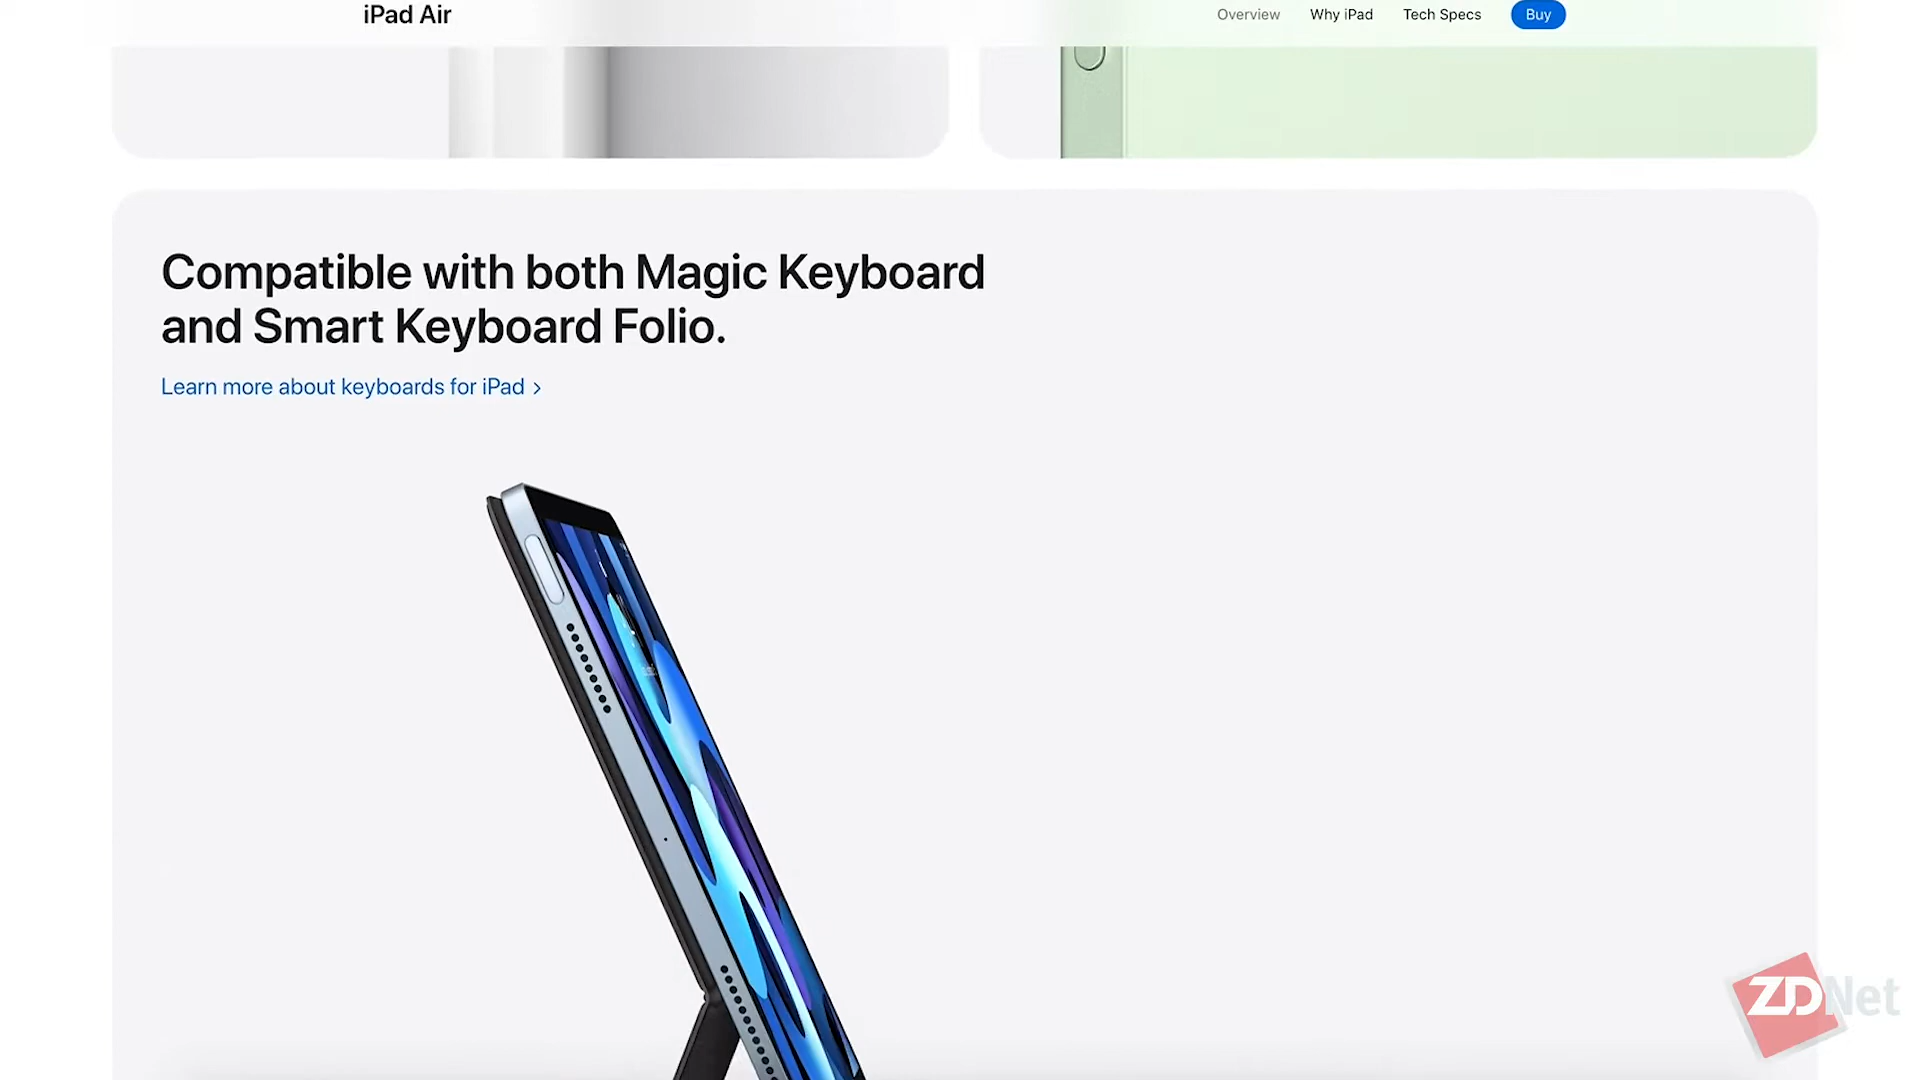 iPad Air
Overview
Why iPad
Tech Specs
Buy
Compatible with both Magic Keyboard
and Smart Keyboard Folio.
Learn more about keyboards for iPad >
ZDNet